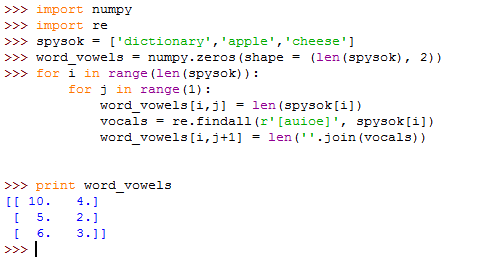 >>> import numpy
>>> import re
>>> spysok = ['dictionary','apple','cheese']
>>> word_vowels = numpy.zeros(shape = (len(spysok), 2))
>>> for i in range(len(spysok)):
        for j in range(1):
            word_vowels[i,j] = len(spysok[i])
            vocals = re.findall(r'[auioe]', spysok[i])
            word_vowels[i,j+1] = len(''.join(vocals))
>>> print word_vowels
[[ 10.   4.]
 [  5.   2.]
 [  6.   3.]]
>>>